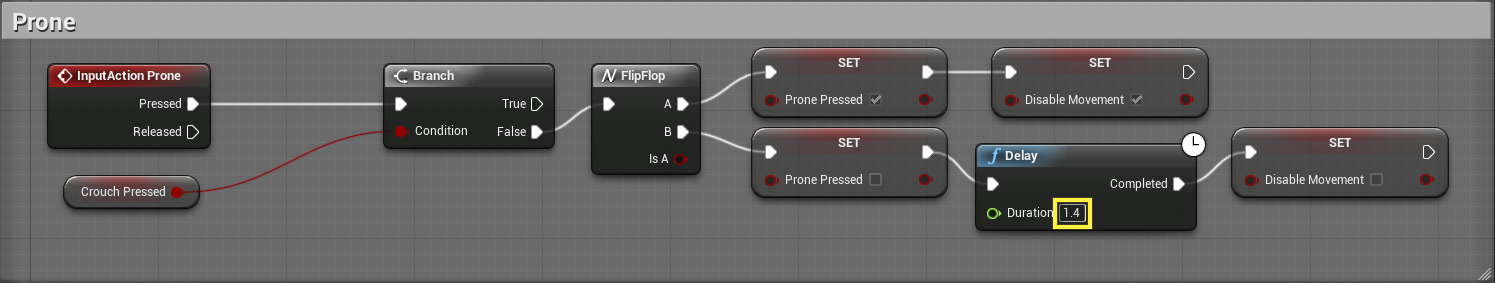 Prone
InputAction Prone
Pressed
Released
Crouch Pressed
Branch
True
Condition
False
FlipFlop
A
B
Is A
SET
Prone Pressed
SET
Disable Movement
SET
Prone Pressed
Delay
Completed
Duration 1.4
SET
Disable Movement